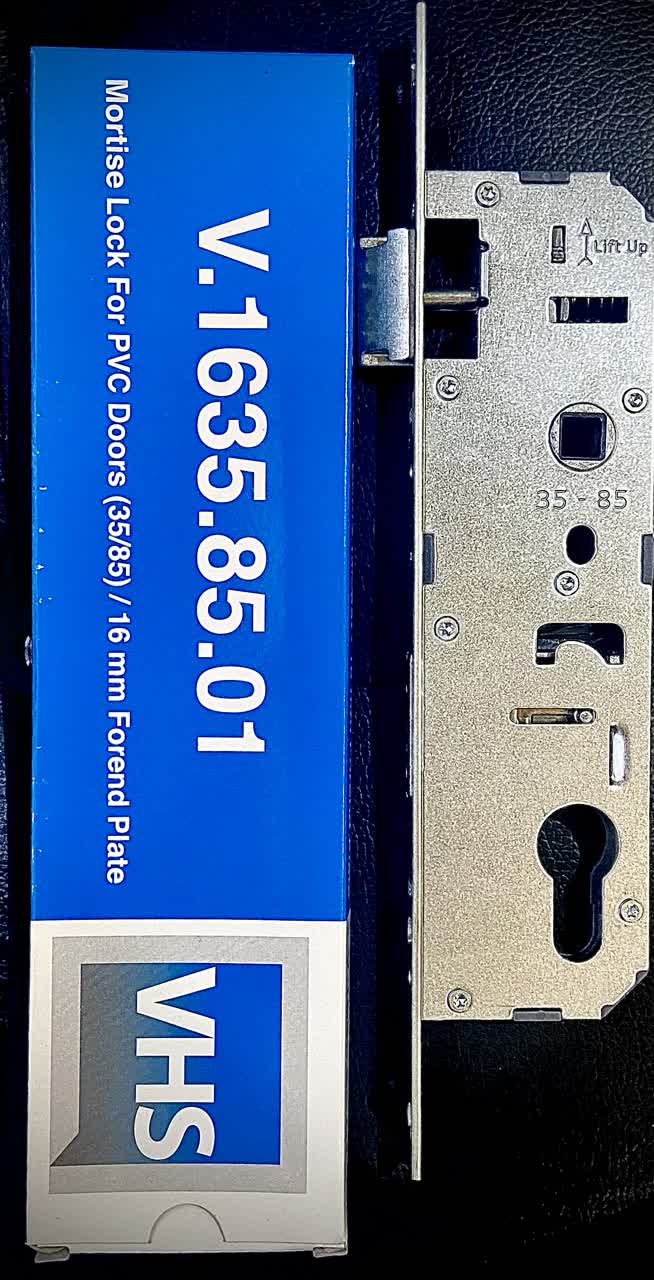 V.1635.85.01
Mortise Lock For PVC Doors (35/85) / 16 mm Forend Plate
VHS
Lift Up
35 - 85